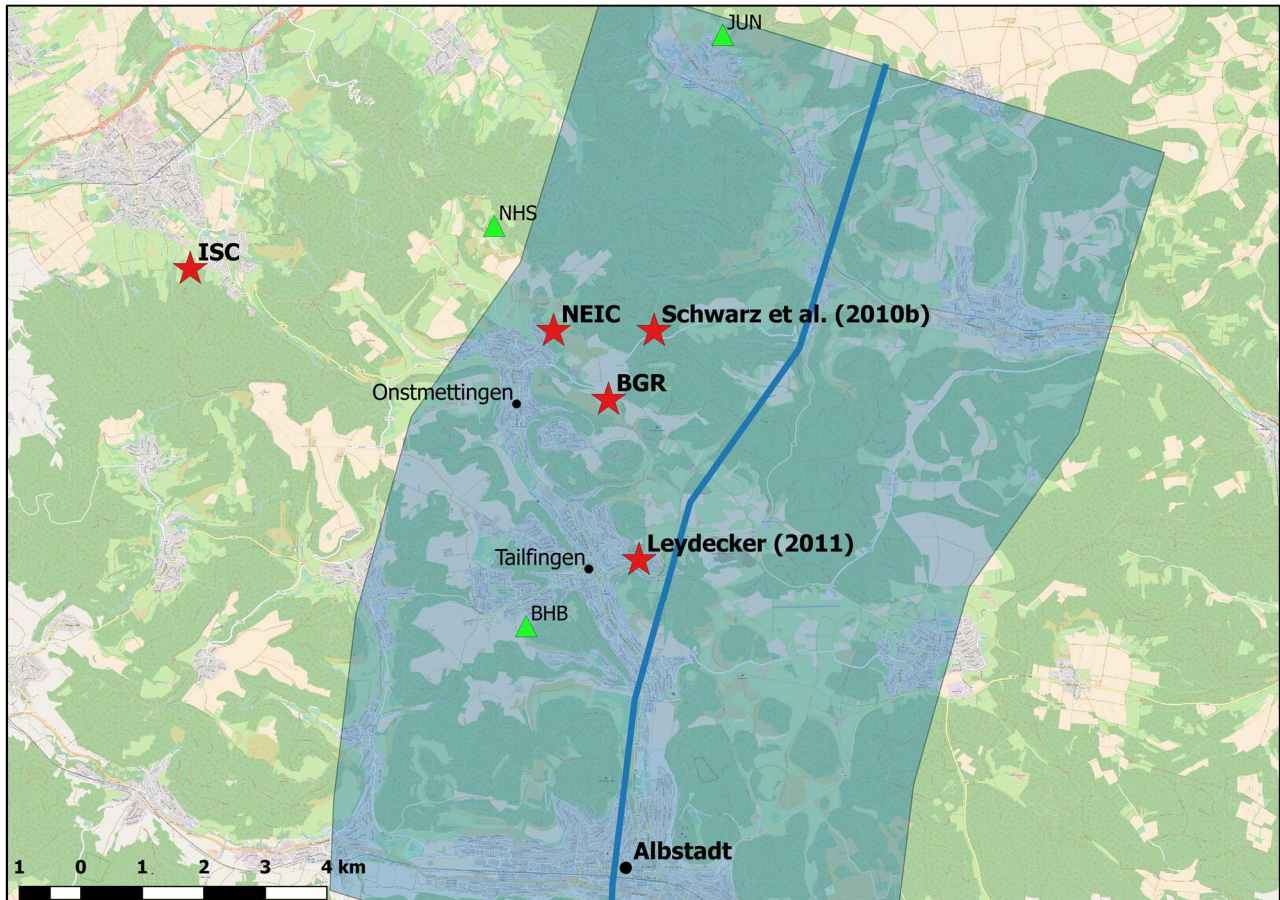 JUN
NHS
ISC
NEIC
Schwarz et al. (2010b)
BGR
Onstmettingen
Leydecker (2011)
Tailfingen
BHB
Albstadt
1 0 1 2 3 4 km